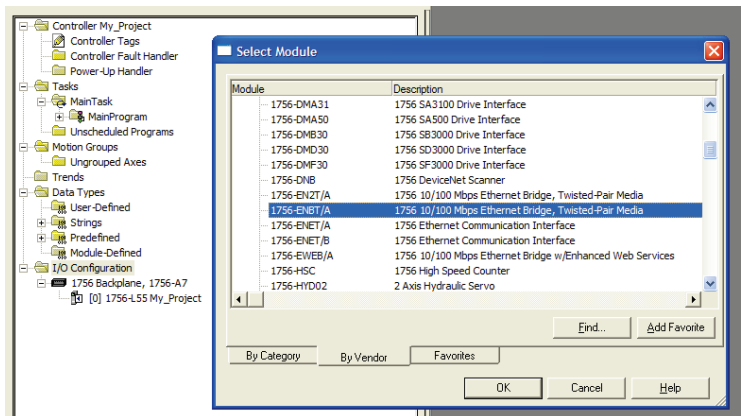 Controller My_Project
Controller Tags
Controller Fault Handler
Power-Up Handler
Tasks
MainTask
MainProgram
Unscheduled Programs
Motion Groups
Ungrouped Axes
Trends
Data Types
User-Defined
Strings
Predefined
Module-Defined
I/O Configuration
1756 Backplane, 1756-A7
[0] 1756-L55 My_Project
Select Module
Module Description
1756-DMA31 1756 SA3100 Drive Interface
1756-DMA50 1756 SA500 Drive Interface
1756-DMB30 1756 SB3000 Drive Interface
1756-DMD30 1756 SD3000 Drive Interface
1756-DMF30 1756 SF3000 Drive Interface
1756-DNB 1756 DeviceNet Scanner
1756-EN2T/A 1756 10/100 Mbps Ethernet Bridge, Twisted-Pair Media
1756-ENBT/A 1756 10/100 Mbps Ethernet Bridge, Twisted-Pair Media
1756-ENET/A 1756 Ethernet Communication Interface
1756-ENET/B 1756 Ethernet Communication Interface
1756-EWEB/A 1756 10/100 Mbps Ethernet Bridge w/Enhanced Web Services
1756-HSC 1756 High Speed Counter
1756-HYD02 2 Axis Hydraulic Servo
Find... Add Favorite
By Category By Vendor Favorites
OK Cancel Help